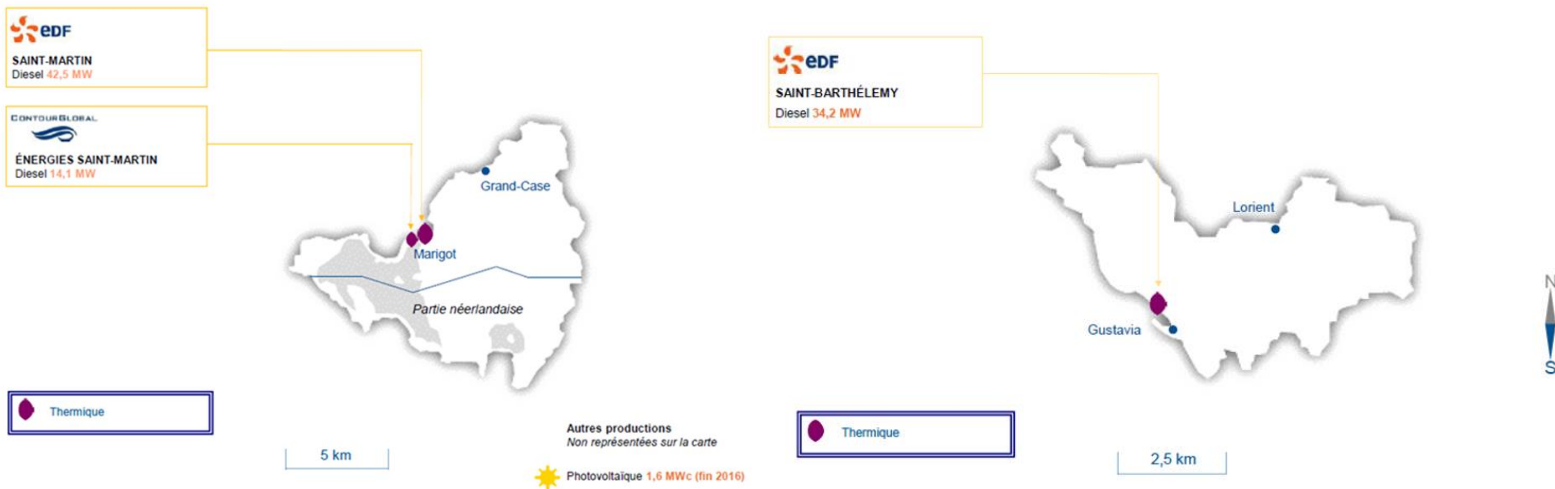 eDF
SAINT-MARTIN
Diesel 42,5 MW
CONTOURGLOBAL
ÉNERGIES SAINT-MARTIN
Diesel 14,1 MW
Grand-Case
Marigot
Partie néerlandaise
Thermique
5 km
Autres productions
Non représentées sur la carte
Photovoltaïque 1,6 MWc (fin 2016)
eDF
SAINT-BARTHÉLEMY
Diesel 34,2 MW
Lorient
Gustavia
Thermique
2,5 km
N
S